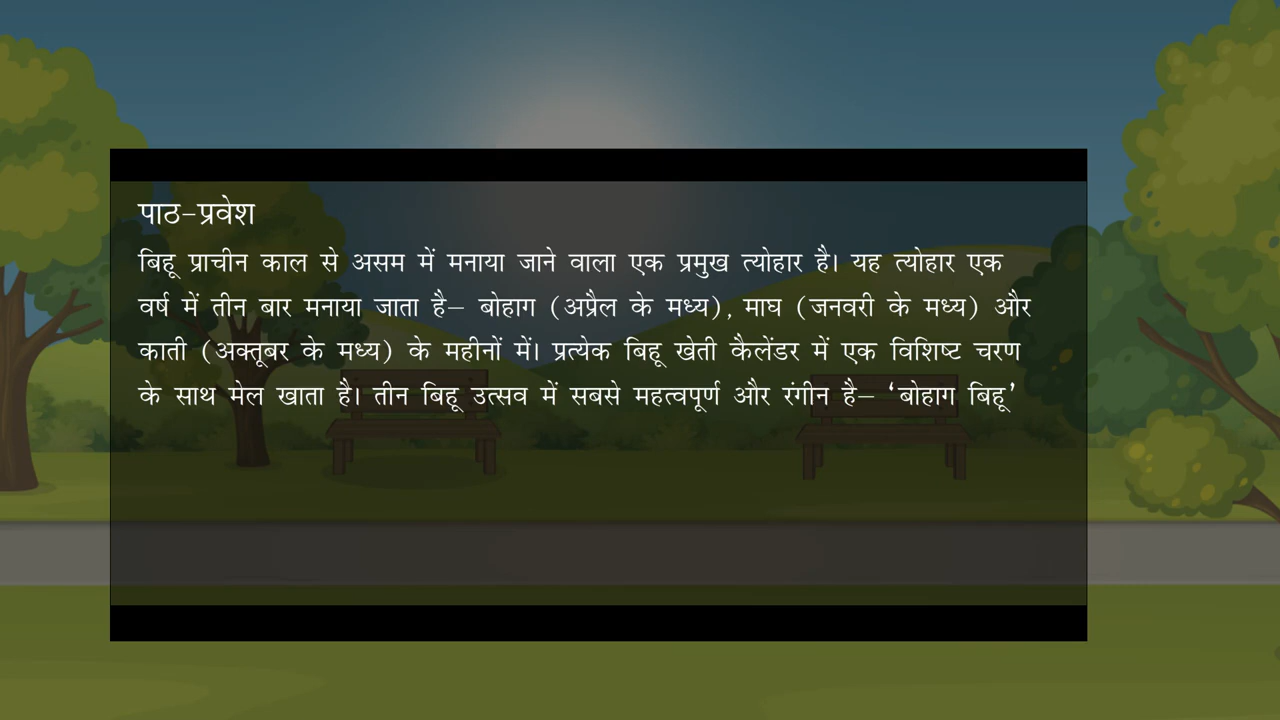 पाठ-प्रवेश
बिहू प्राचीन काल से असम में मनाया जाने वाला एक प्रमुख त्योहार है। यह त्योहार एक
वर्ष में तीन बार मनाया जाता है– बोहाग (अप्रैल के मध्य), माघ (जनवरी के मध्य) और
काती (अक्तूबर के मध्य) के महीनों में। प्रत्येक बिहू खेती कैलेंडर में एक विशिष्ट चरण
के साथ मेल खाता है। तीन बिहू उत्सव में सबसे महत्वपूर्ण और रंगीन है– ‘बोहाग बिहू’